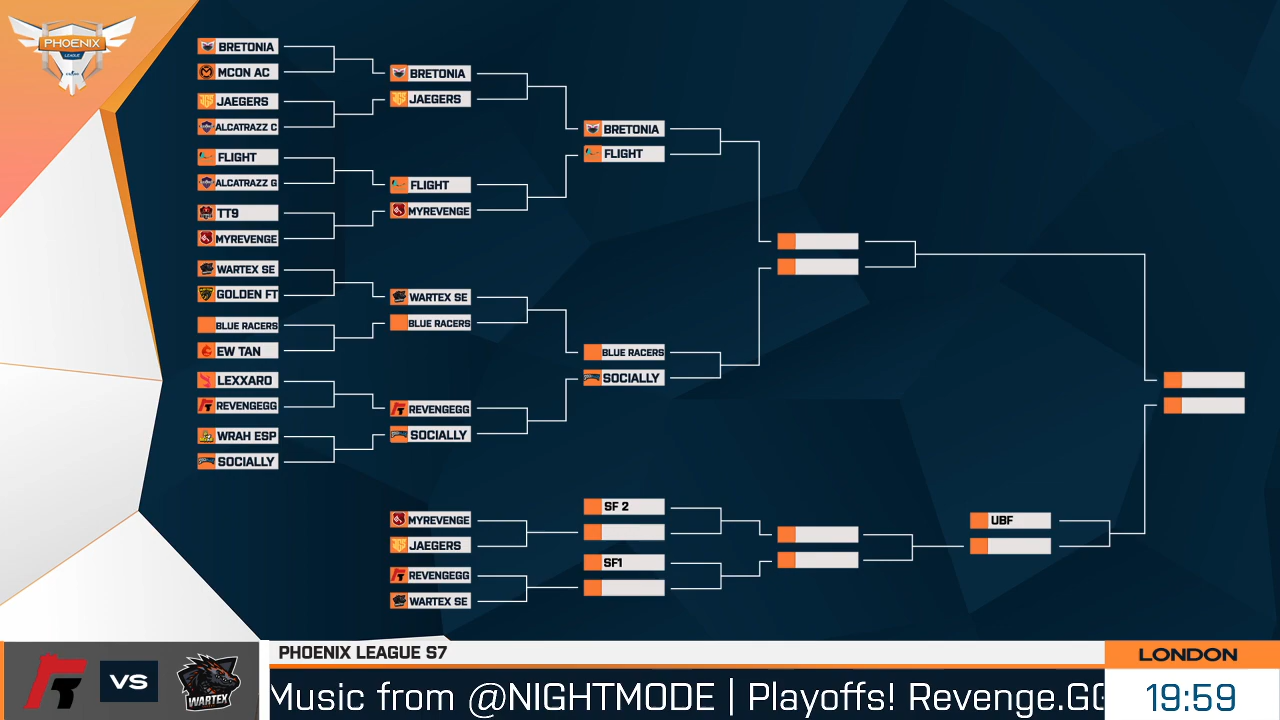 PHOENIX
LEAGUE
BRETONIA
MCON AC
JAEGERS
ALCATRAZZ C
FLIGHT
ALCATRAZZ G
TT9
MYREVENGE
WARTEX SE
GOLDEN FT
BLUE RACERS
EW TAN
LEXXARO
REVENGEGG
WRAH ESP
SOCIALLY
BRETONIA
JAEGERS
FLIGHT
MYREVENGE
WARTEX SE
BLUE RACERS
REVENGEGG
SOCIALLY
MYREVENGE
JAEGERS
REVENGEGG
WARTEX SE
BRETONIA
FLIGHT
BLUE RACERS
SOCIALLY
SF 2
SF1
UBF
VS
WARTEX
PHOENIX LEAGUE S7
Music from @NIGHTMODE | Playoffs! Revenge.GG
LONDON
19:59